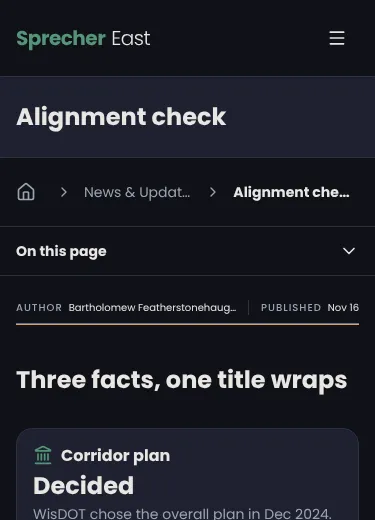 Sprecher East
Alignment check
News & Updat... Alignment che...
On this page
AUTHOR Bartholomew Featherstonehaug... PUBLISHED Nov 16
Three facts, one title wraps
Corridor plan
Decided
WisDOT chose the overall plan in Dec 2024.